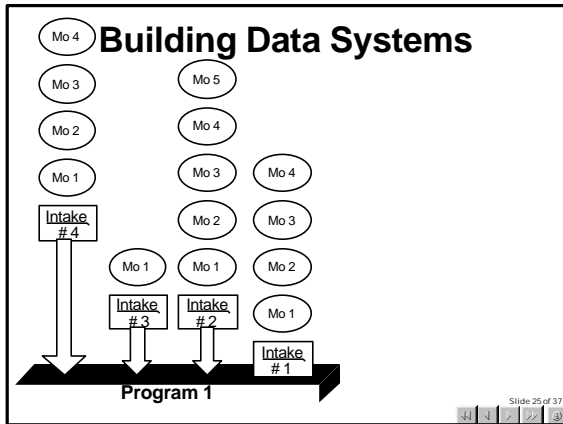 Building Data Systems
Mo 4
Mo 3
Mo 2
Mo 1
Intake
# 4
Mo 1
Intake
# 3
Mo 5
Mo 4
Mo 3
Mo 2
Mo 1
Intake
# 2
Mo 4
Mo 3
Mo 2
Mo 1
Intake
# 1
Program 1
Slide 25 of 37